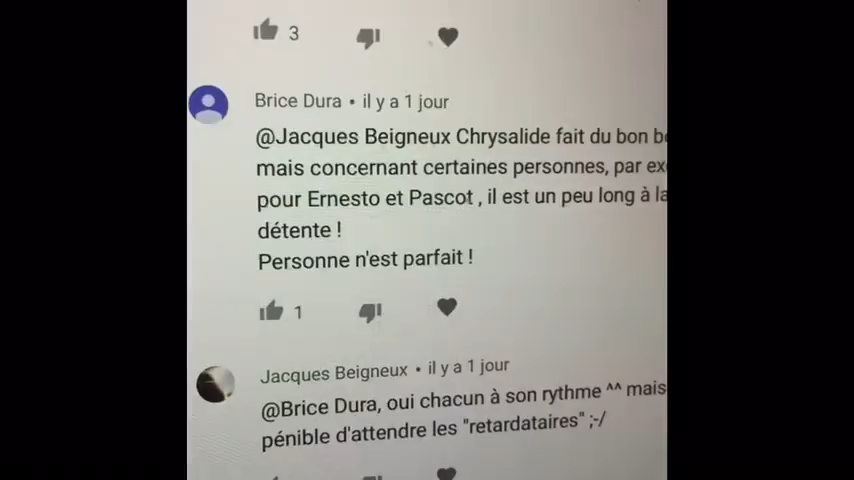 3
Brice Dura • il y a 1 jour
@Jacques Beigneux Chrysalide fait du bon
mais concernant certaines personnes, par
pour Ernesto et Pascot , il est un peu long à la
détente !
Personne n'est parfait !
1
Jacques Beigneux • il y a 1 jour
@Brice Dura, oui chacun à son rythme ^^ mais
pénible d'attendre les "retardataires" ;-/